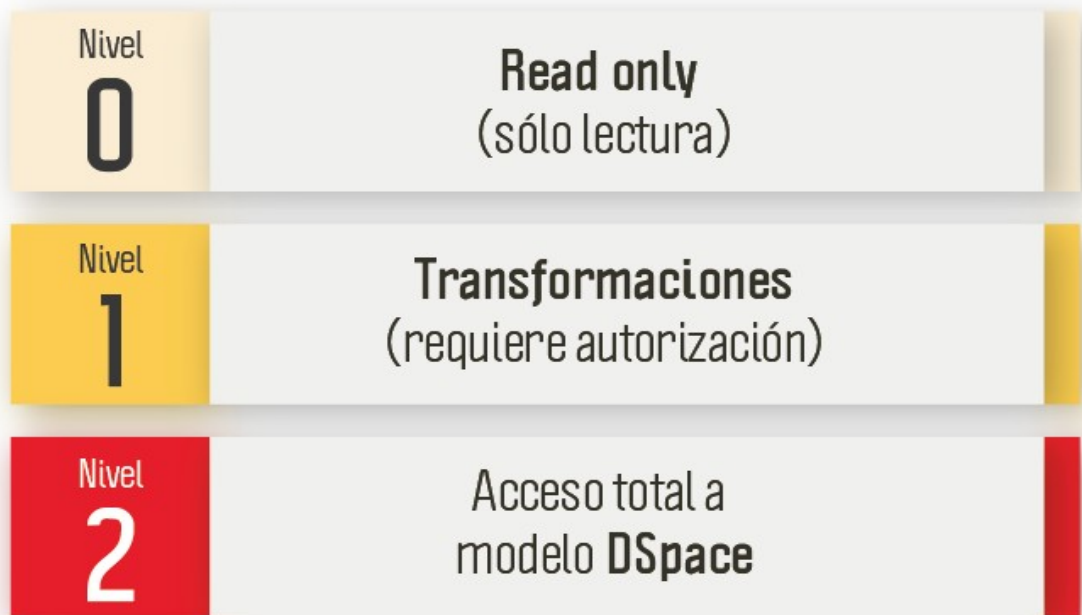 Nivel
0
Read only
(sólo lectura)
Nivel
1
Transformaciones
(requiere autorización)
Nivel
2
Acceso total a
modelo DSpace